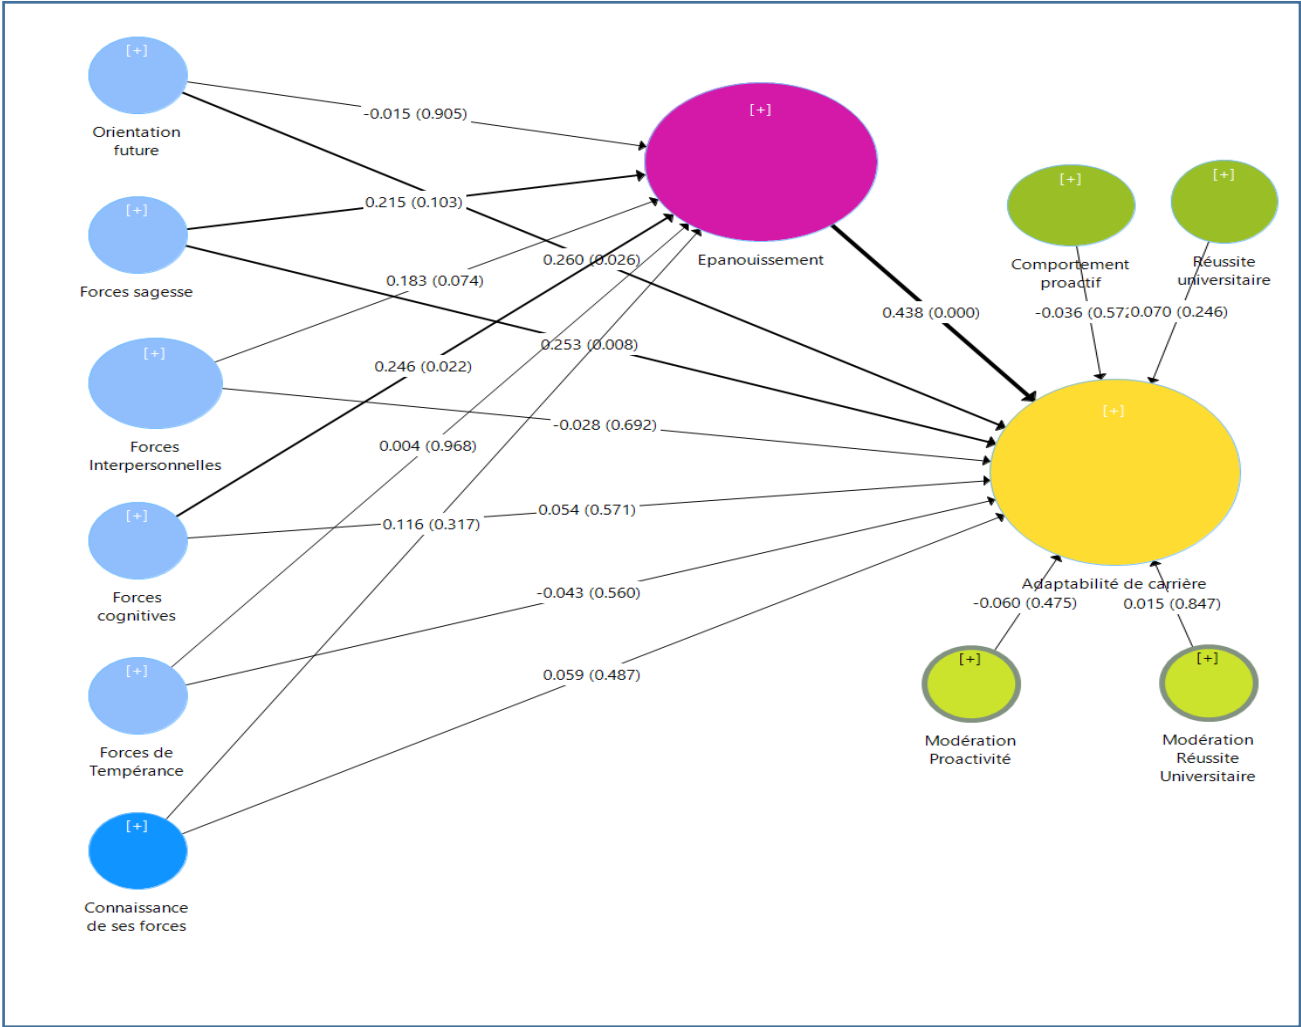 [+]
Orientation
future
[+]
Forces sagesse
[+]
Forces
Interpersonnelles
[+]
Forces
cognitives
[+]
Forces de
Tempérance
[+]
Connaissance
de ses forces
-0.015 (0.905)
0.215 (0.103)
0.183 (0.074)
0.246 (0.022)
0.004 (0.968)
0.116 (0.317)
0.260 (0.026)
0.253 (0.008)
-0.028 (0.692)
0.054 (0.571)
-0.043 (0.560)
0.059 (0.487)
[+]
Epanouissement
0.438 (0.000)
[+]
Comportement
proactif
[+]
Réussite
universitaire
-0.036 (0.572
0.070 (0.246)
[+]
Adaptabilité de carrière
-0.060 (0.475)
0.015 (0.847)
[+]
Modération
Proactivité
[+]
Modération
Réussite
Universitaire